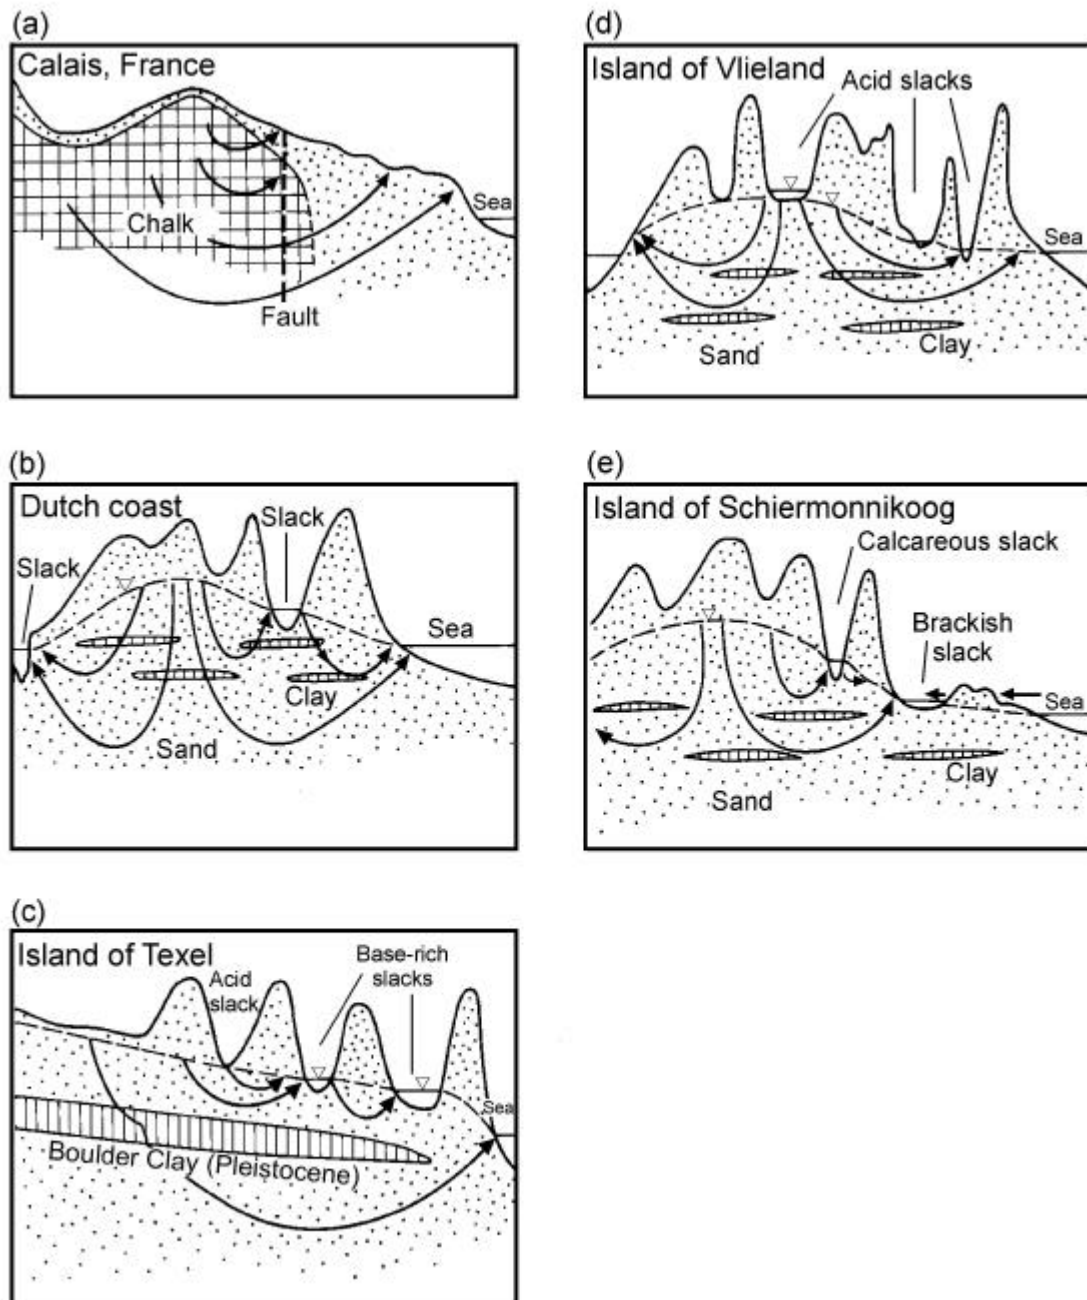 (a)
Calais, France
Chalk
Sea
Fault
(b)
Dutch coast
Slack
Slack
Sea
Clay
Sand
(c)
Island of Texel
Acid
slack
Base-rich
slacks
Sea
Boulder Clay (Pleistocene)
(d)
Island of Vlieland
Acid slacks
Sea
Sand
Clay
(e)
Island of Schiermonnikoog
Calcareous slack
Brackish
slack
Sea
Clay
Sand